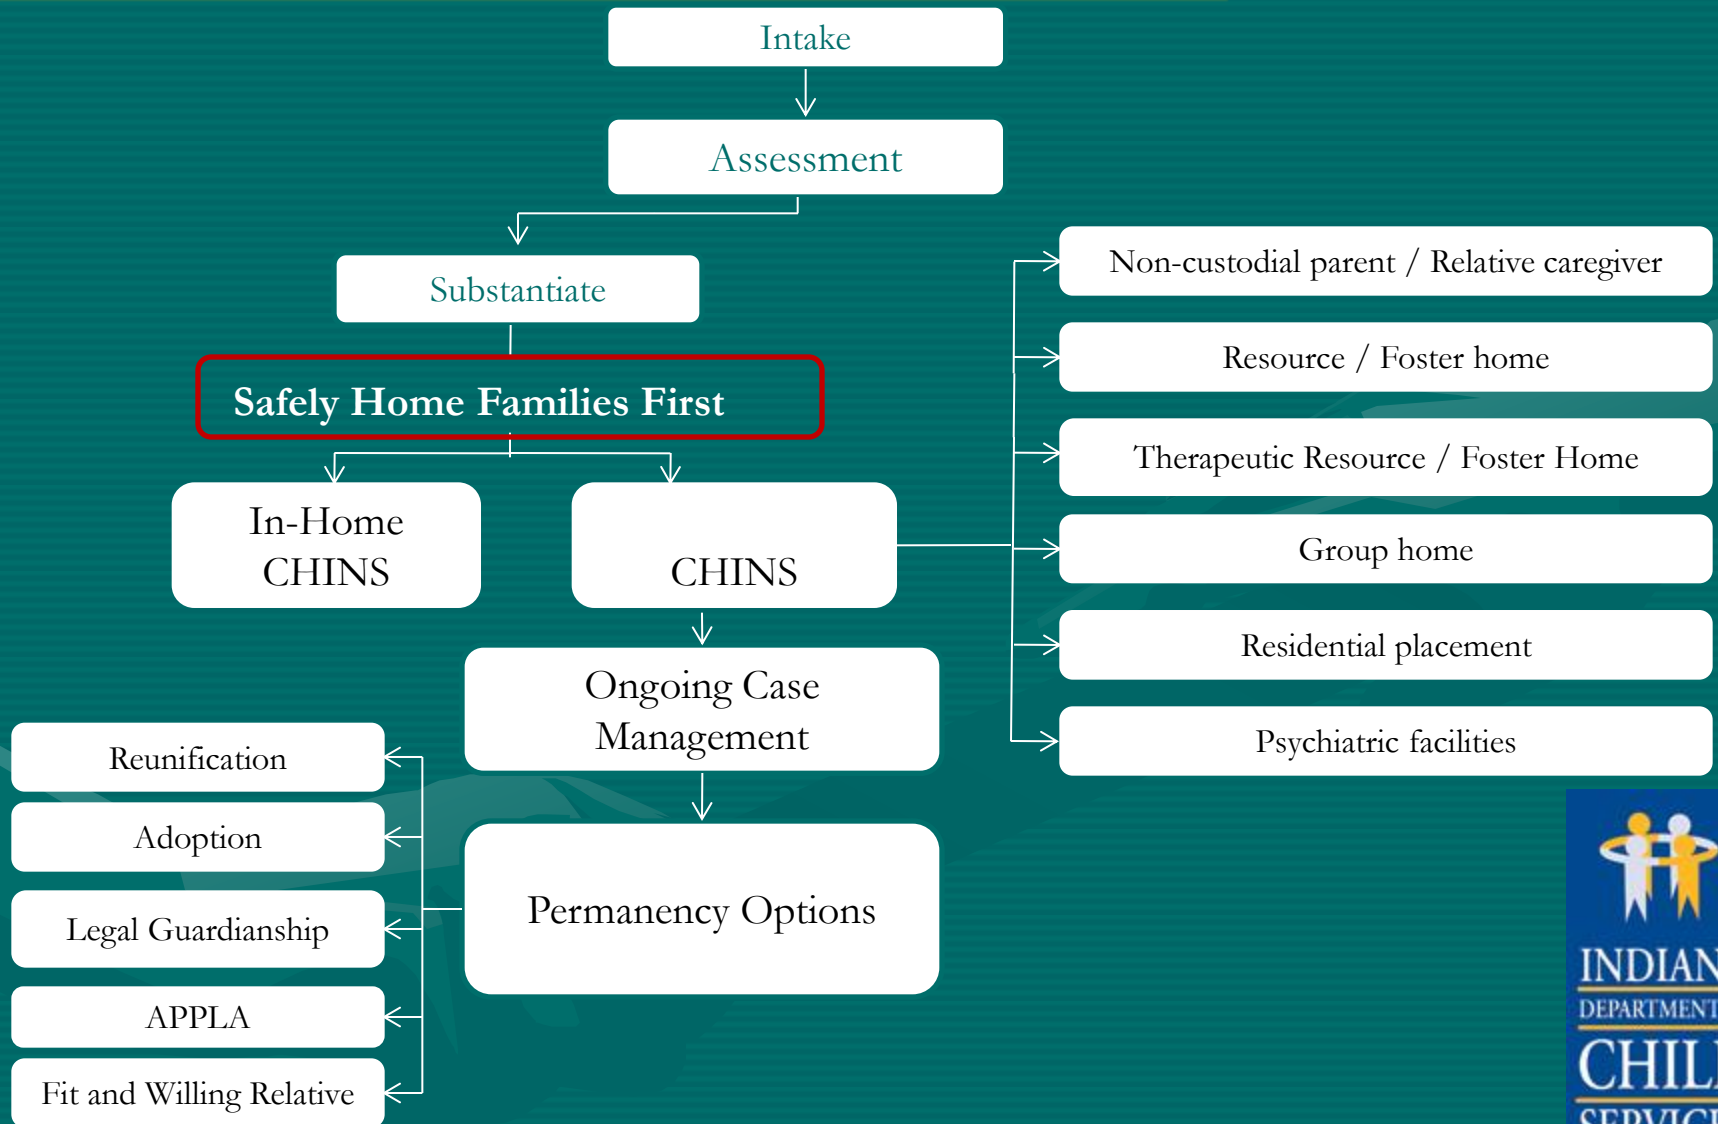 Intake
Assessment
Substantiate
Safely Home Families First
In-Home
CHINS
CHINS
Ongoing Case
Management
Permanency Options
Non-custodial parent / Relative caregiver
Resource / Foster home
Therapeutic Resource / Foster Home
Group home
Residential placement
Psychiatric facilities
Reunification
Adoption
Legal Guardianship
APPLA
Fit and Willing Relative
INDIAN
DEPARTMENT
CHIL
SERVIC